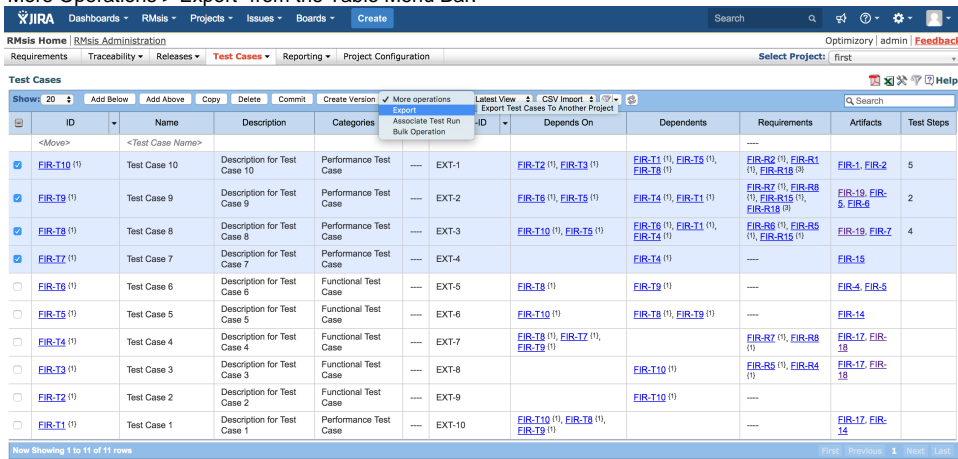 More Operations > Export" from the Table Menu Bar.
JIRA Dashboards RMsis Projects Issues Boards Create Search
RMsis Home | RMsis Administration Optimizory | admin | Feedback
Requirements Traceability Releases Test Cases Reporting Project Configuration Select Project: first
Test Cases Help
Show: 20 Add Below Add Above Copy Delete Commit Create Version ✓ More operations Latest View CSV Import Search
Export Export Test Cases To Another Project
Associate Test Run
Bulk Operation
ID Name Description Categories -ID Depends On Dependents Requirements Artifacts Test Steps
<Move> <Test Case Name> ----
FIR-T10 {1} Test Case 10 Description for Test Case 10 Performance Test Case ---- EXT-1 FIR-T2 {1}, FIR-T3 {1} FIR-T1 {1}, FIR-T5 {1}, FIR-T8 {1} FIR-R2 {1}, FIR-R1 {1}, FIR-R18 {3} FIR-1, FIR-2 5
FIR-T9 {1} Test Case 9 Description for Test Case 9 Performance Test Case ---- EXT-2 FIR-T6 {1}, FIR-T5 {1} FIR-T4 {1}, FIR-T1 {1} FIR-R7 {1}, FIR-R8 {1}, FIR-R15 {1}, FIR-R18 {3} FIR-19, FIR-5, FIR-6 2
FIR-T8 {1} Test Case 8 Description for Test Case 8 Performance Test Case ---- EXT-3 FIR-T10 {1}, FIR-T5 {1} FIR-T6 {1}, FIR-T1 {1}, FIR-T4 {1} FIR-R6 {1}, FIR-R5 {1}, FIR-R15 {1} FIR-19, FIR-7 4
FIR-T7 {1} Test Case 7 Description for Test Case 7 Performance Test Case ---- EXT-4 FIR-T4 {1} ---- FIR-15
FIR-T6 {1} Test Case 6 Description for Test Case 6 Functional Test Case ---- EXT-5 FIR-T8 {1} FIR-T9 {1} ---- FIR-4, FIR-5
FIR-T5 {1} Test Case 5 Description for Test Case 5 Functional Test Case ---- EXT-6 FIR-T10 {1} FIR-T8 {1}, FIR-T9 {1} ---- FIR-14
FIR-T4 {1} Test Case 4 Description for Test Case 4 Functional Test Case ---- EXT-7 FIR-T8 {1}, FIR-T7 {1}, FIR-T9 {1} FIR-R7 {1}, FIR-R8 {1} FIR-17, FIR-18
FIR-T3 {1} Test Case 3 Description for Test Case 3 Functional Test Case ---- EXT-8 FIR-T10 {1} FIR-R5 {1}, FIR-R4 {1} FIR-17, FIR-18
FIR-T2 {1} Test Case 2 Description for Test Case 2 Functional Test Case ---- EXT-9 FIR-T10 {1} ----
FIR-T1 {1} Test Case 1 Description for Test Case 1 Performance Test Case ---- EXT-10 FIR-T10 {1}, FIR-T8 {1}, FIR-T9 {1} ---- FIR-17, FIR-14
Now Showing 1 to 11 of 11 rows First Previous 1 Next Last